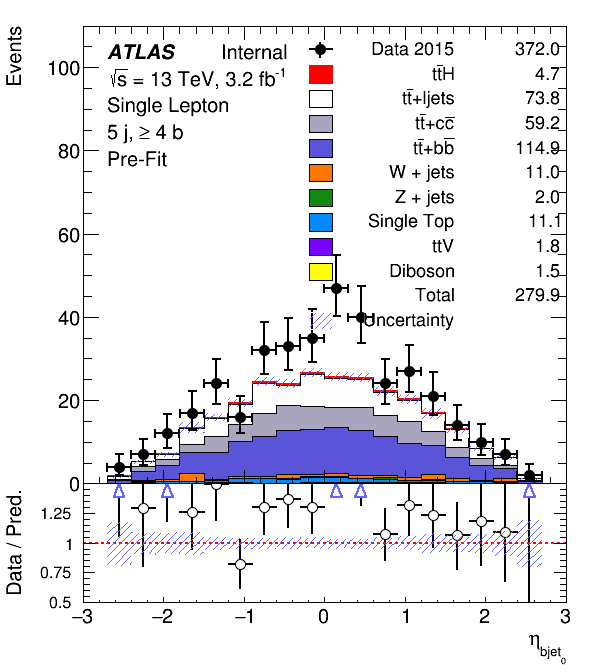 Events
ATLAS Internal
√s = 13 TeV, 3.2 fb⁻¹
Single Lepton
5 j, ≥ 4 b
Pre-Fit
Data 2015 372.0
tt̄H 4.7
tt̄+ljets 73.8
tt̄+cc̄ 59.2
tt̄+bb̄ 114.9
W + jets 11.0
Z + jets 2.0
Single Top 11.1
ttV 1.8
Diboson 1.5
Total 279.9
Uncertainty
100
80
60
40
20
0
Data / Pred.
1.25
1
0.75
0.5
−3 −2 −1 0 1 2 3
η_bjet_0